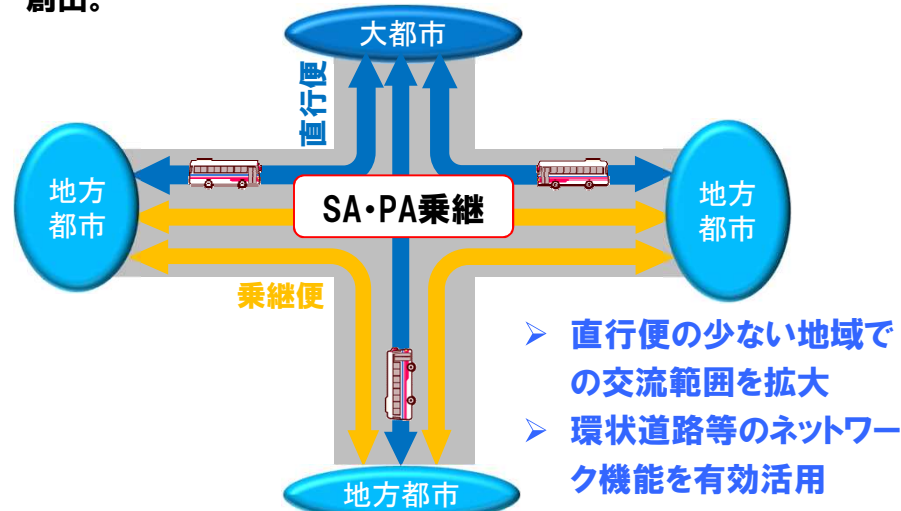 創出。
大都市
直行便
地方
都市
SA・PA乗継
地方
都市
乗継便
➢ 直行便の少ない地域で
の交流範囲を拡大
➢ 環状道路等のネットワー
ク機能を有効活用
地方都市